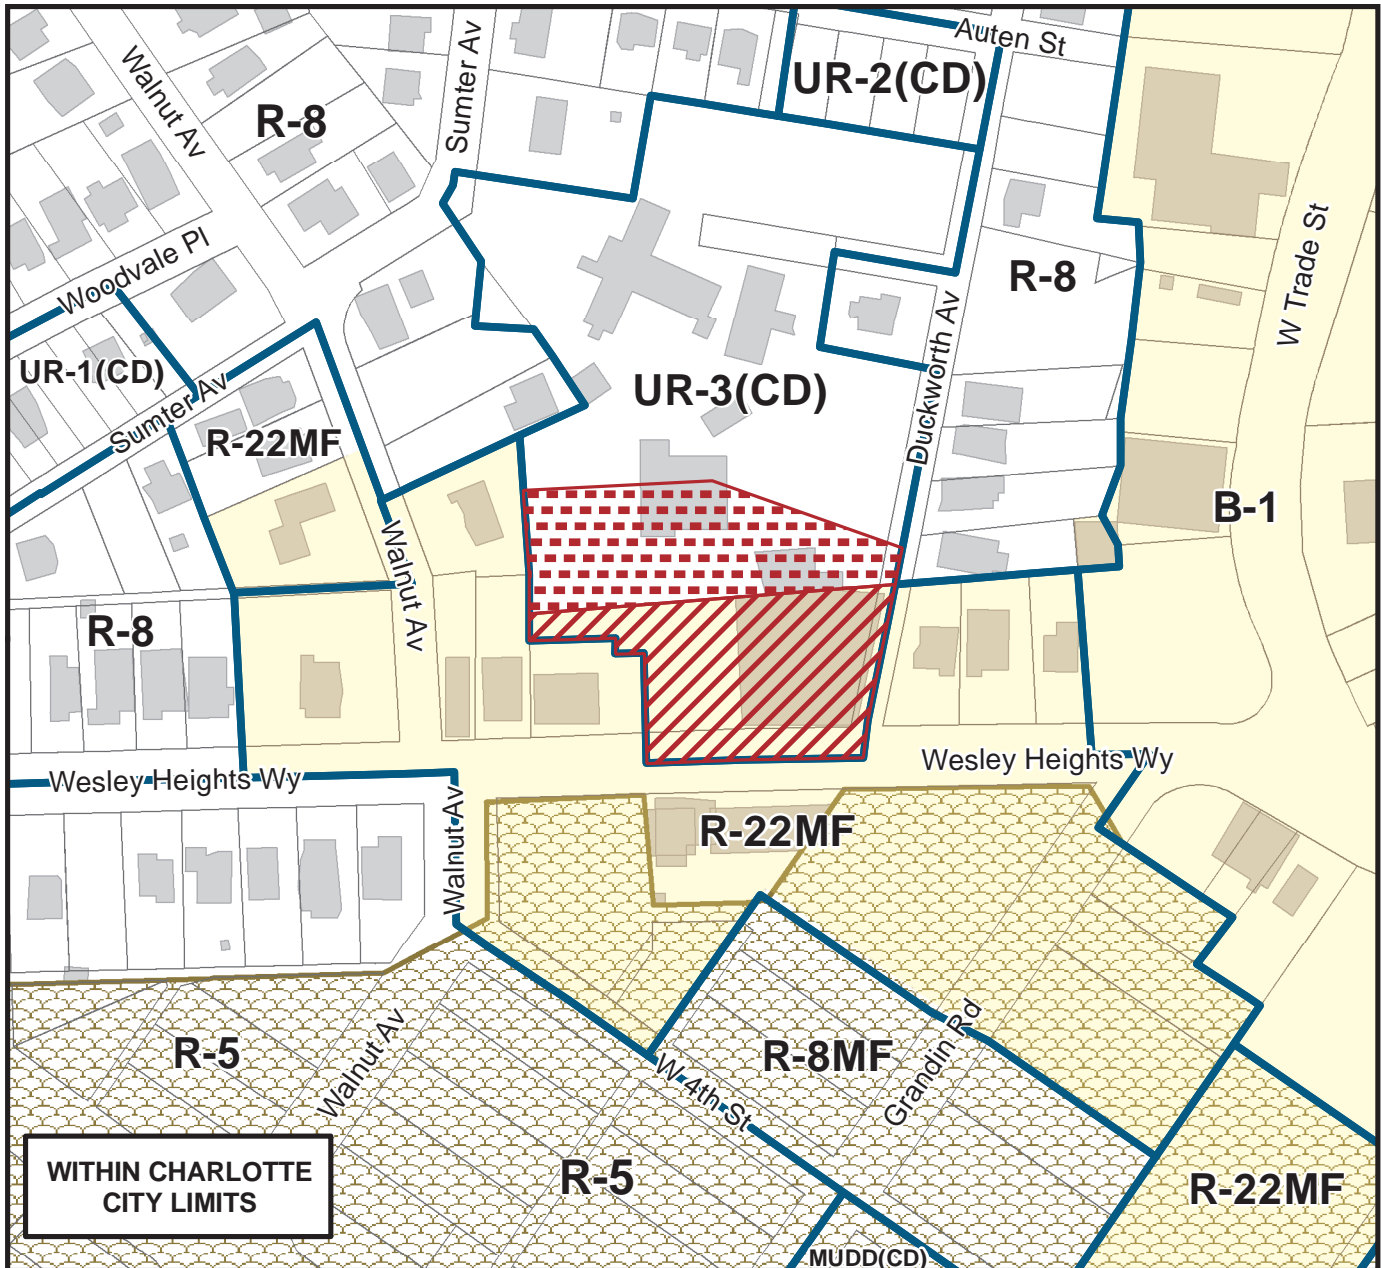 Auten St
Walnut Av
Sumter Av
UR-2(CD)
R-8
W Trade St
Woodvale Pl
R-8
UR-1(CD)
Sumter Av
UR-3(CD)
Duckworth Av
R-22MF
B-1
Walnut Av
R-8
Wesley Heights Wy
Wesley Heights Wy
Walnut Av
R-22MF
R-5
Walnut Av
R-8MF
Grandin Rd
W 4th St
R-5
R-22MF
WITHIN CHARLOTTE
CITY LIMITS
MUDD(CD)